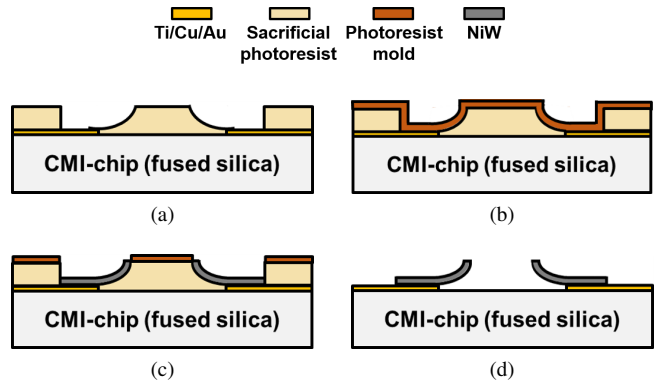 Ti/Cu/Au
Sacrificial
photoresist
Photoresist
mold
NiW
CMI-chip (fused silica)
(a)
CMI-chip (fused silica)
(b)
CMI-chip (fused silica)
(c)
CMI-chip (fused silica)
(d)